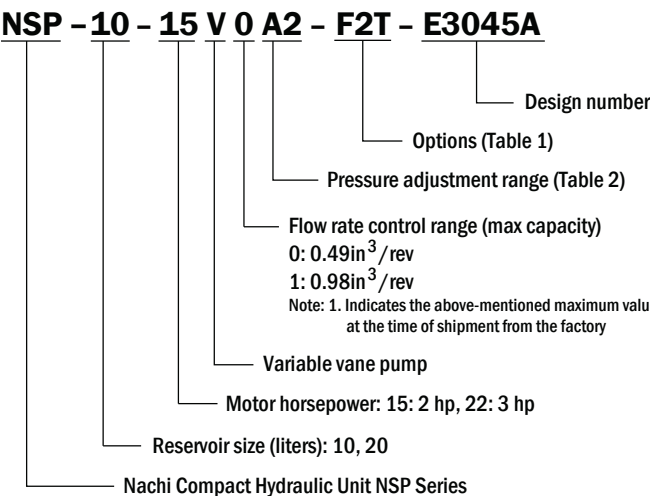 NSP – 10 – 15 V 0 A2 – F2T – E3045A
Design number
Options (Table 1)
Pressure adjustment range (Table 2)
Flow rate control range (max capacity)
0: 0.49in³/rev
1: 0.98in³/rev
Note: 1. Indicates the above-mentioned maximum valu
at the time of shipment from the factory
Variable vane pump
Motor horsepower: 15: 2 hp, 22: 3 hp
Reservoir size (liters): 10, 20
Nachi Compact Hydraulic Unit NSP Series